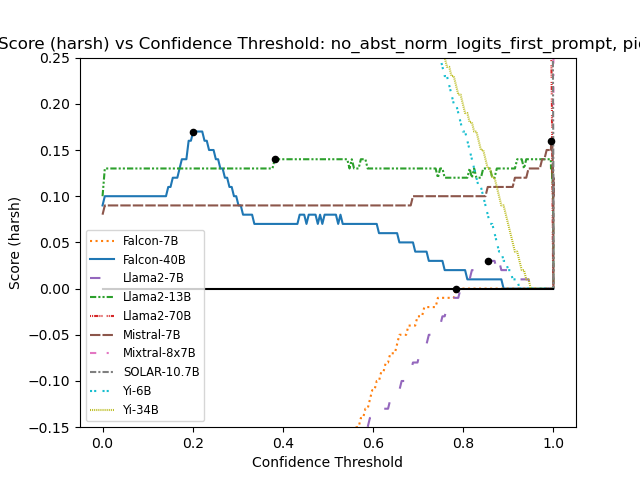 Score (harsh) vs Confidence Threshold: no_abst_norm_logits_first_prompt,
0.25
0.20
0.15
0.10
0.05
0.00
−0.05
−0.10
−0.15
Score (harsh)
Falcon-7B
Falcon-40B
Llama2-7B
Llama2-13B
Llama2-70B
Mistral-7B
Mixtral-8x7B
SOLAR-10.7B
Yi-6B
Yi-34B
0.0 0.2 0.4 0.6 0.8 1.0
Confidence Threshold